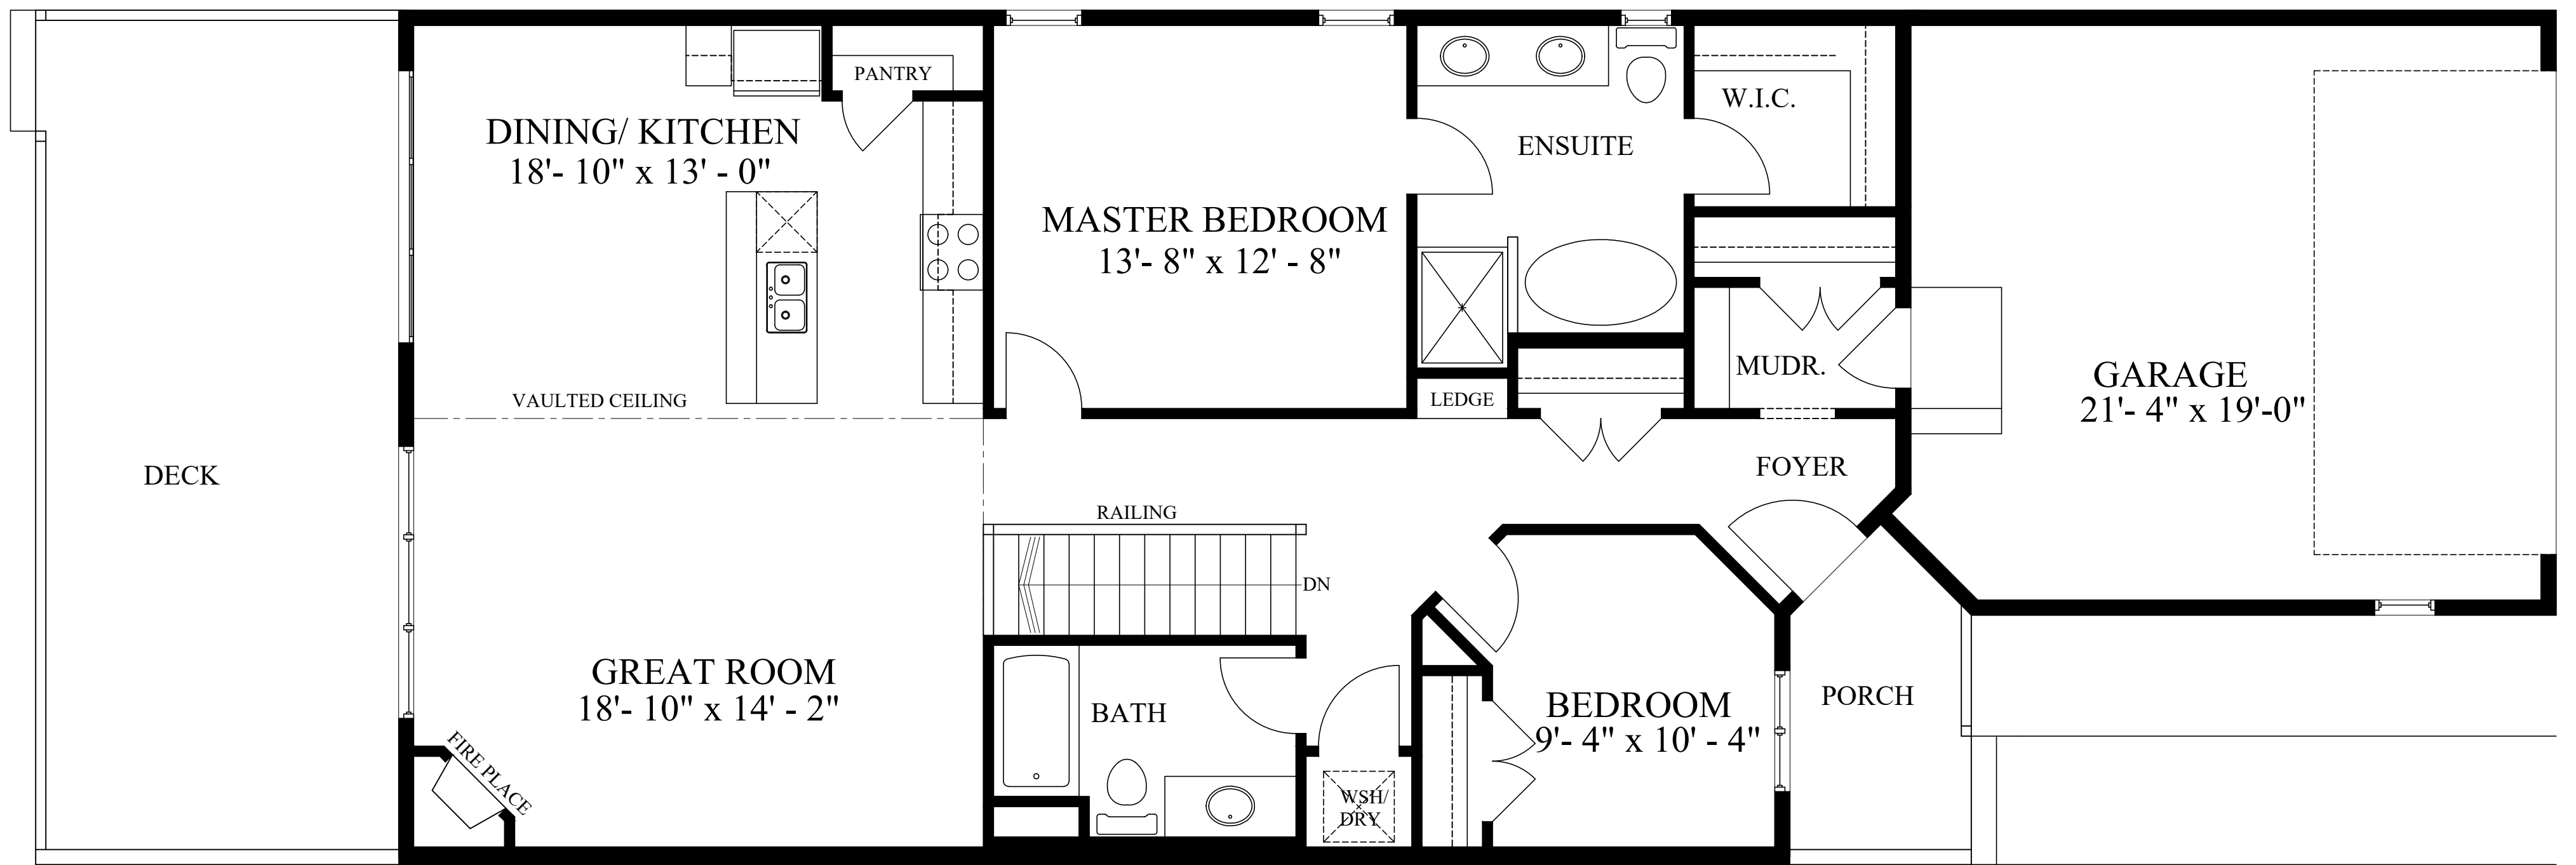 PANTRY
DINING/ KITCHEN
18'- 10" x 13' - 0"
W.I.C.
ENSUITE
MASTER BEDROOM
13'- 8" x 12' - 8"
MUDR.
GARAGE
21'- 4" x 19'-0"
VAULTED CEILING
LEDGE
DECK
FOYER
RAILING
DN
GREAT ROOM
18'- 10" x 14' - 2"
BATH
BEDROOM
9'- 4" x 10' - 4"
PORCH
FIRE PLACE
WSH/
DRY